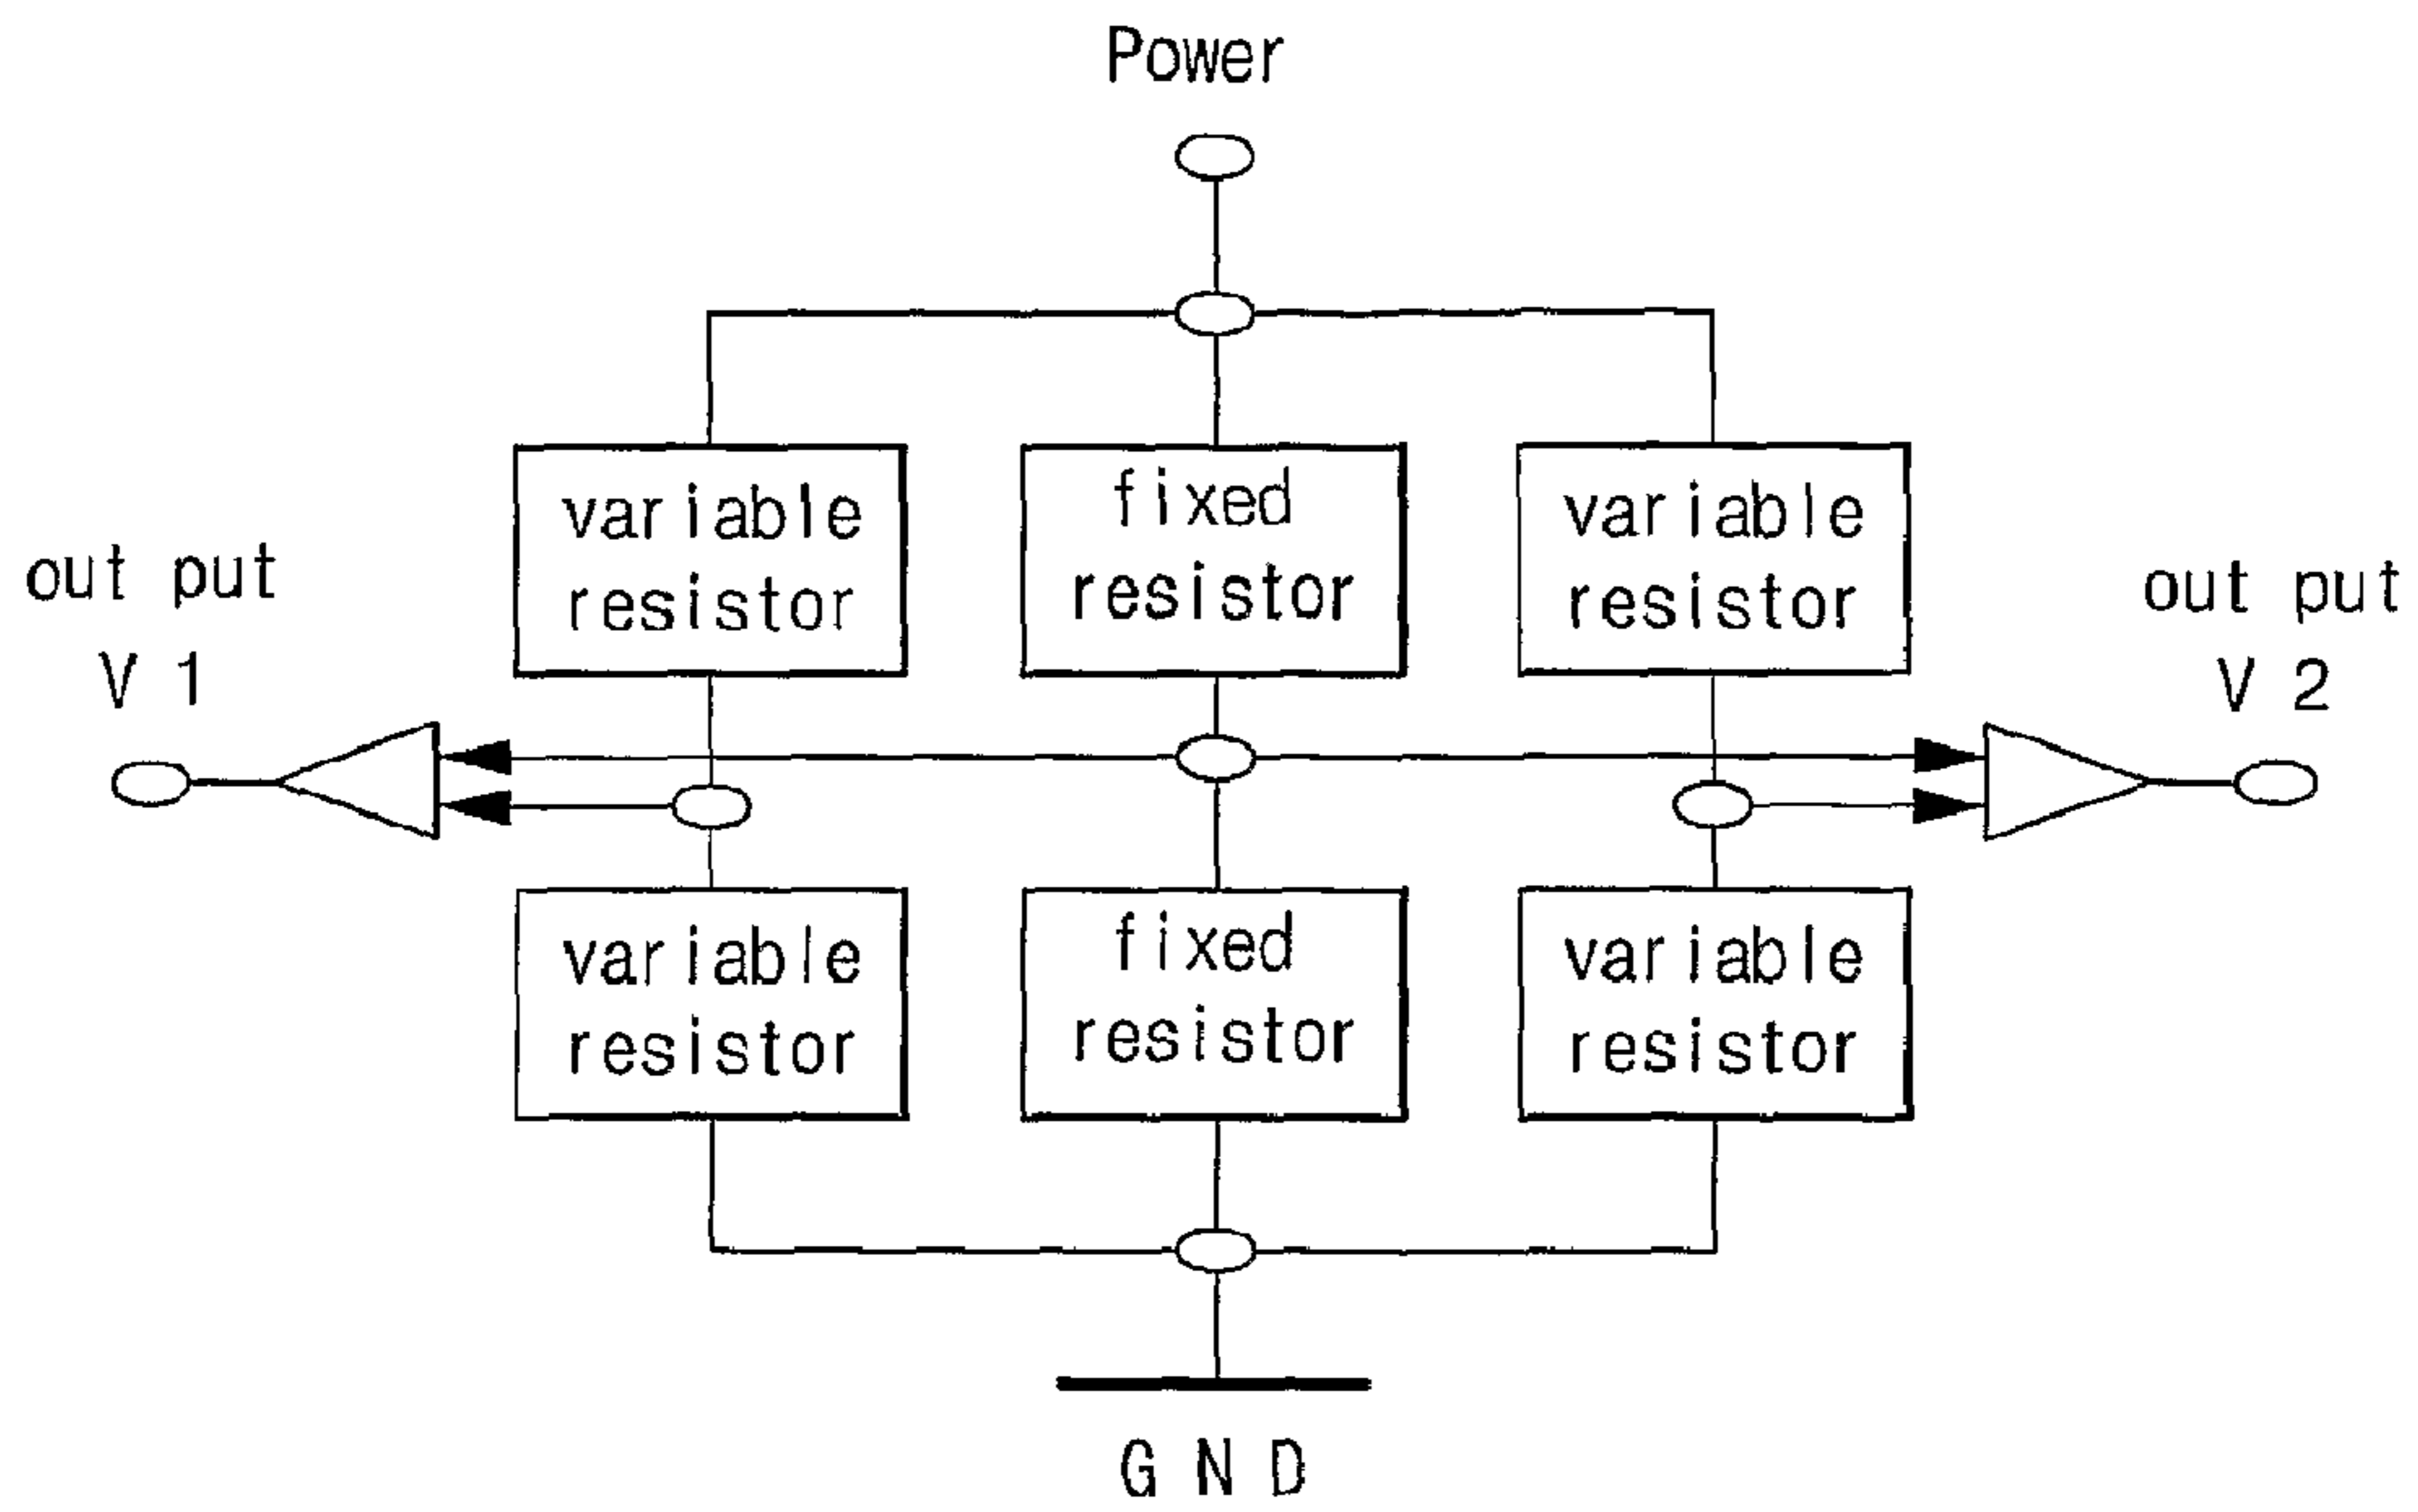 Power
variable
resistor
fixed
resistor
variable
resistor
out put
V 1
out put
V 2
variable
resistor
fixed
resistor
variable
resistor
G N D